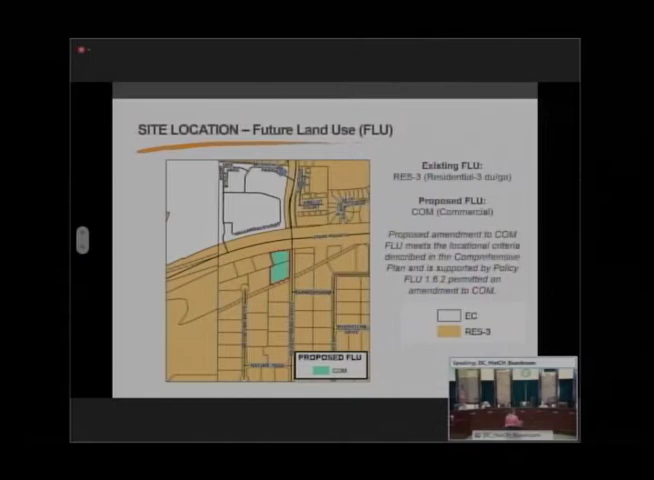 SITE LOCATION – Future Land Use (FLU)
Existing FLU:
RES-3 (Residential-3 du/ga)
Proposed FLU:
COM (Commercial)
Proposed amendment to COM
FLU meets the locational criteria
described in the Comprehensive
Plan and is supported by Policy
FLU 1.6.2 permitted an
amendment to COM.
EC
RES-3
PROPOSED FLU
COM
Speaking: